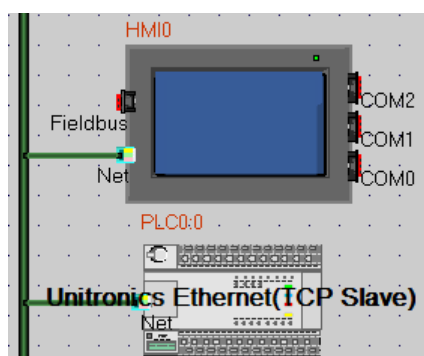 HMI0
COM2
Fieldbus
COM1
Net
COM0
PLC0:0
Unitronics Ethernet(TCP Slave)
Net